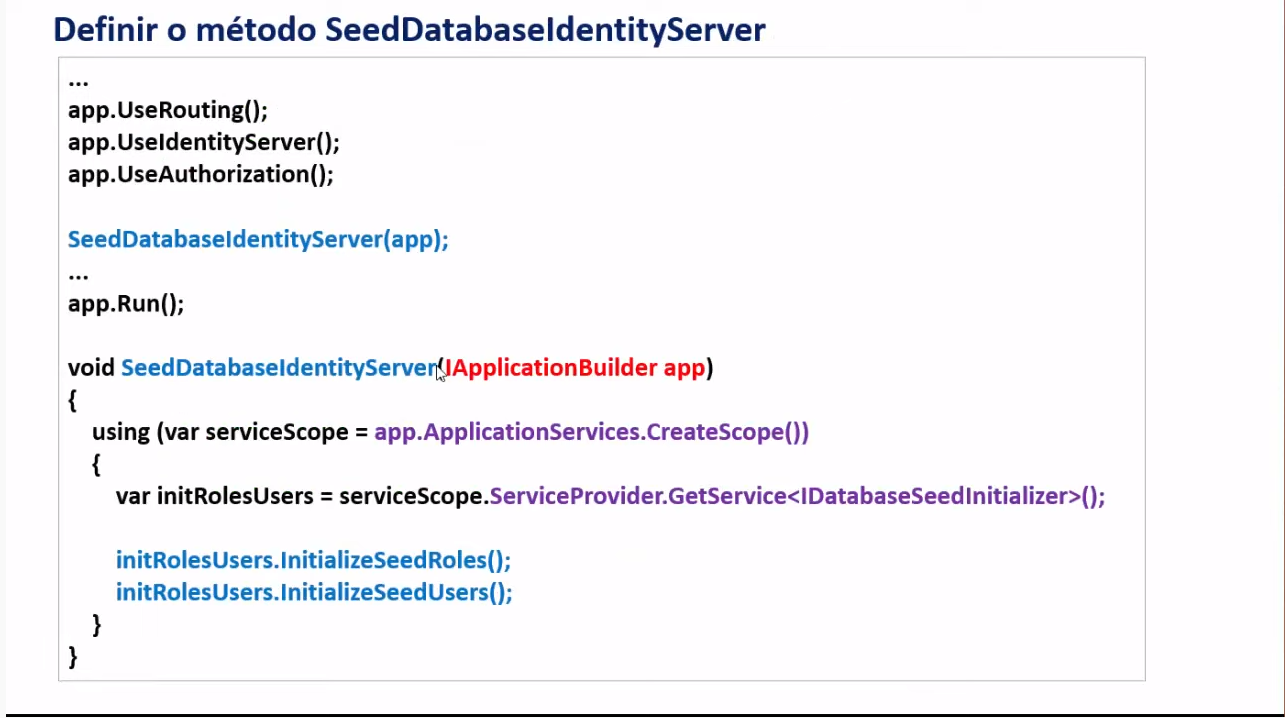 Definir o método SeedDatabaseIdentityServer
...
app.UseRouting();
app.UseIdentityServer();
app.UseAuthorization();
SeedDatabaseIdentityServer(app);
...
app.Run();
void SeedDatabaseIdentityServer(IApplicationBuilder app)
{
using (var serviceScope = app.ApplicationServices.CreateScope())
{
var initRolesUsers = serviceScope.ServiceProvider.GetService<IDatabaseSeedInitializer>();
initRolesUsers.InitializeSeedRoles();
initRolesUsers.InitializeSeedUsers();
}
}